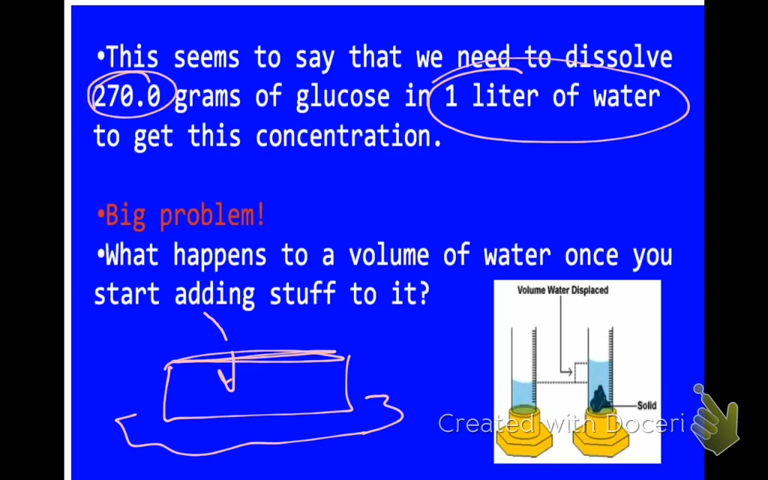 •This seems to say that we need to dissolve
270.0 grams of glucose in 1 liter of water
to get this concentration.
•Big problem!
•What happens to a volume of water once you
start adding stuff to it?
Volume Water Displaced
Solid
Created with Doceri